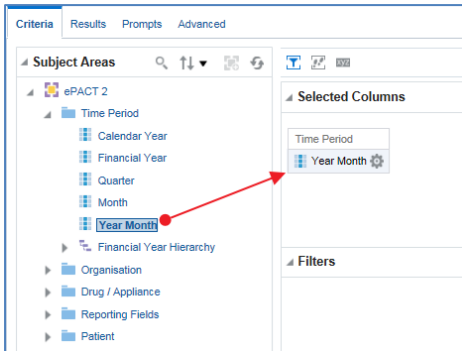 Criteria Results Prompts Advanced
Subject Areas
ePACT 2
Time Period
Calendar Year
Financial Year
Quarter
Month
Year Month
Financial Year Hierarchy
Organisation
Drug / Appliance
Reporting Fields
Patient
Selected Columns
Time Period
Year Month
Filters